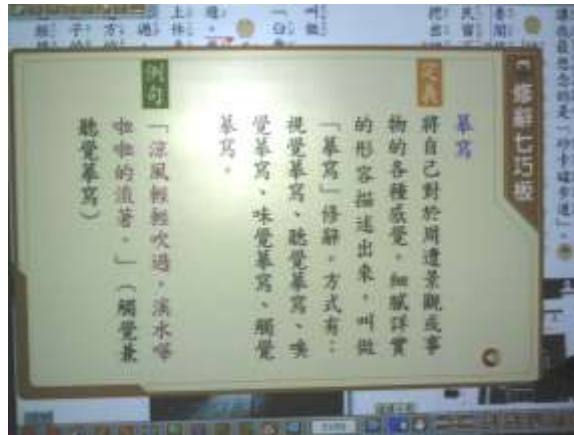 修辭七巧板
定義
摹寫
將自己對於周遭景觀或事
物的各種感覺，細膩詳實
的形容描述出來，叫做
「摹寫」修辭。方式有：
視覺摹寫、聽覺摹寫、嗅
覺摹寫、味覺摹寫、觸覺
摹寫。
例句
「涼風輕輕吹過，溪水嘩
啦啦的流著。」（觸覺兼
聽覺摹寫）